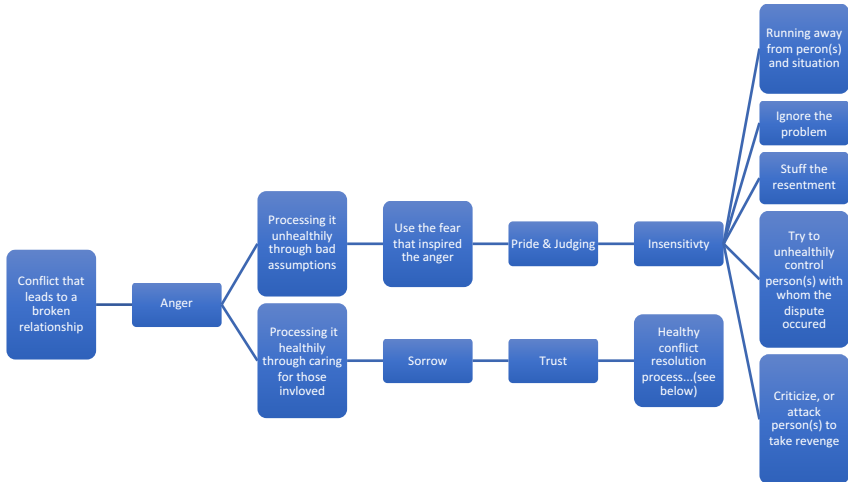 Conflict that
leads to a
broken
relationship
Anger
Processing it
unhealthily
through bad
assumptions
Use the fear
that inspired
the anger
Pride & Judging
Insensitivty
Running away
from peron(s)
and situation
Ignore the
problem
Stuff the
resentment
Try to
unhealthily
control
person(s) with
whom the
dispute
occured
Criticize, or
attack
person(s) to
take revenge
Processing it
healthily
through caring
for those
invloved
Sorrow
Trust
Healthy
conflict
resolution
process...(see
below)